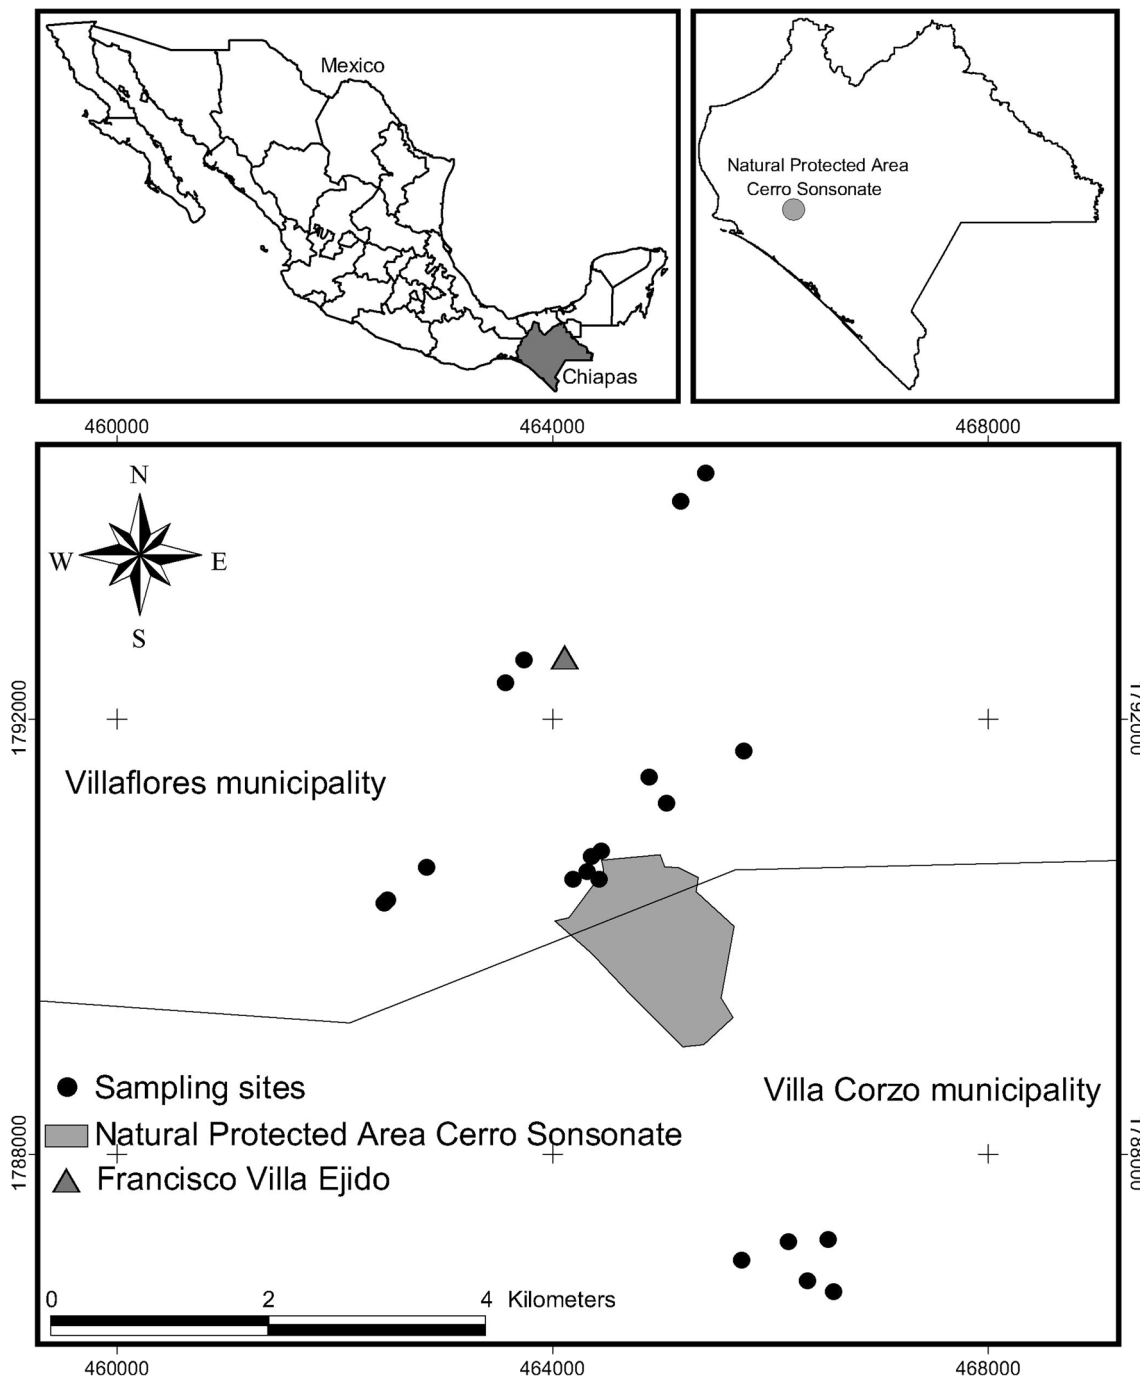 Mexico
Chiapas
Natural Protected Area
Cerro Sonsonate
460000
464000
468000
N
W
E
S
1792000
1792000
Villaflores municipality
Sampling sites
Villa Corzo municipality
Natural Protected Area Cerro Sonsonate
1788000
1788000
Francisco Villa Ejido
0
2
4
Kilometers
460000
464000
468000